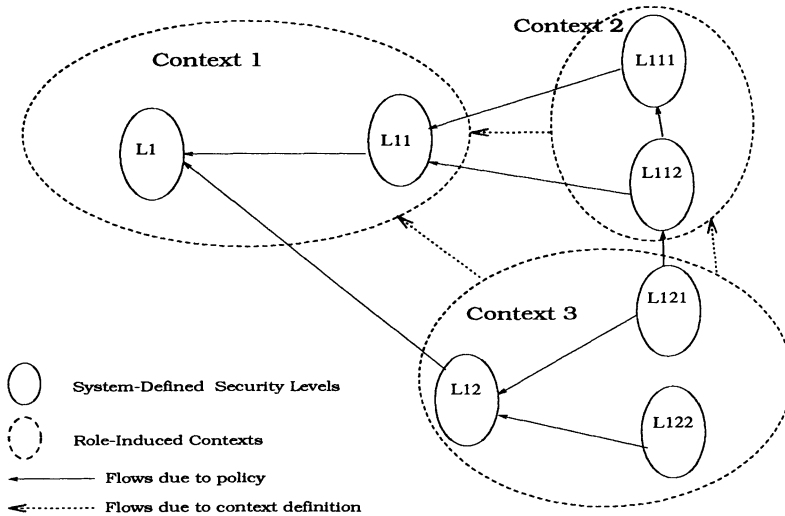 Context 2
Context 1
L111
L1
L11
L112
L121
Context 3
L12
L122
System-Defined Security Levels
Role-Induced Contexts
Flows due to policy
Flows due to context definition